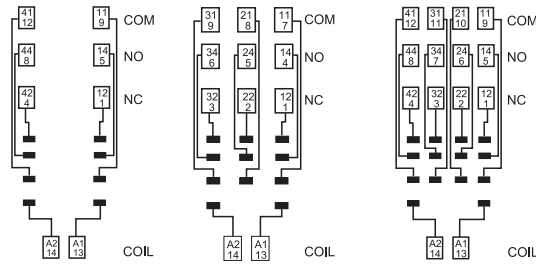 41 11 COM
12 9
44 14 NO
8 5
42 12 NC
4 1
A2 A1 COIL
14 13
31 21 11 COM
9 8 7
34 24 14 NO
6 5 4
32 22 12 NC
3 2 1
A2 A1 COIL
14 13
41 31 21 11 COM
12 11 10 9
44 34 24 14 NO
8 7 6 5
42 32 22 12 NC
4 3 2 1
A2 A1 COIL
14 13